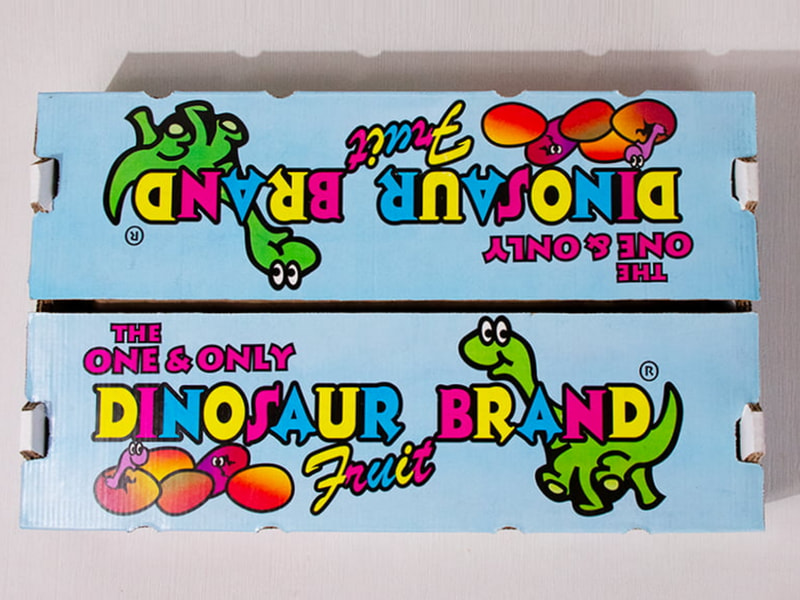 THE
ONE & ONLY
DINOSAUR BRAND ®
Fruit
THE
ONE & ONLY
DINOSAUR BRAND ®
Fruit